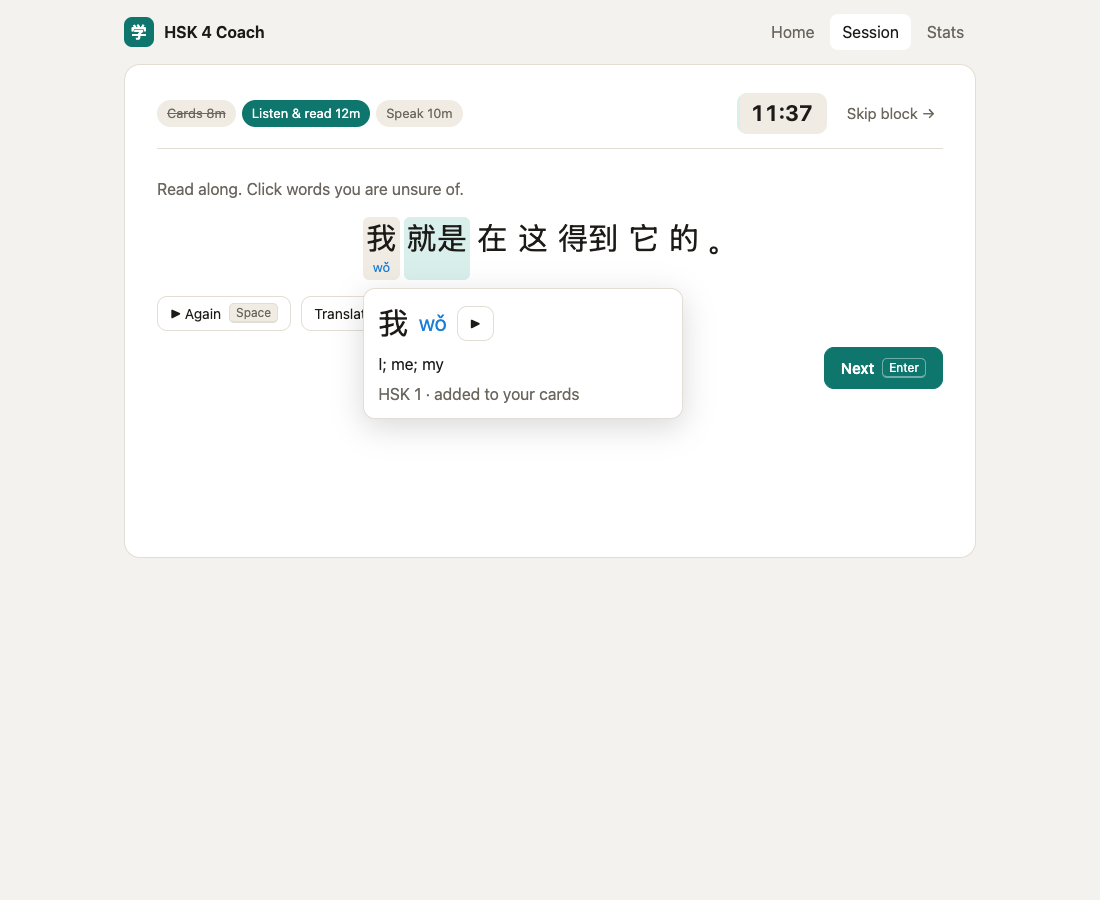 学 HSK 4 Coach Home Session Stats
Cards 8m Listen & read 12m Speak 10m 11:37 Skip block →
Read along. Click words you are unsure of.
我 就是 在 这 得到 它 的 。
wǒ
▶ Again Space
我 wǒ ▶
I; me; my
HSK 1 · added to your cards
Next Enter